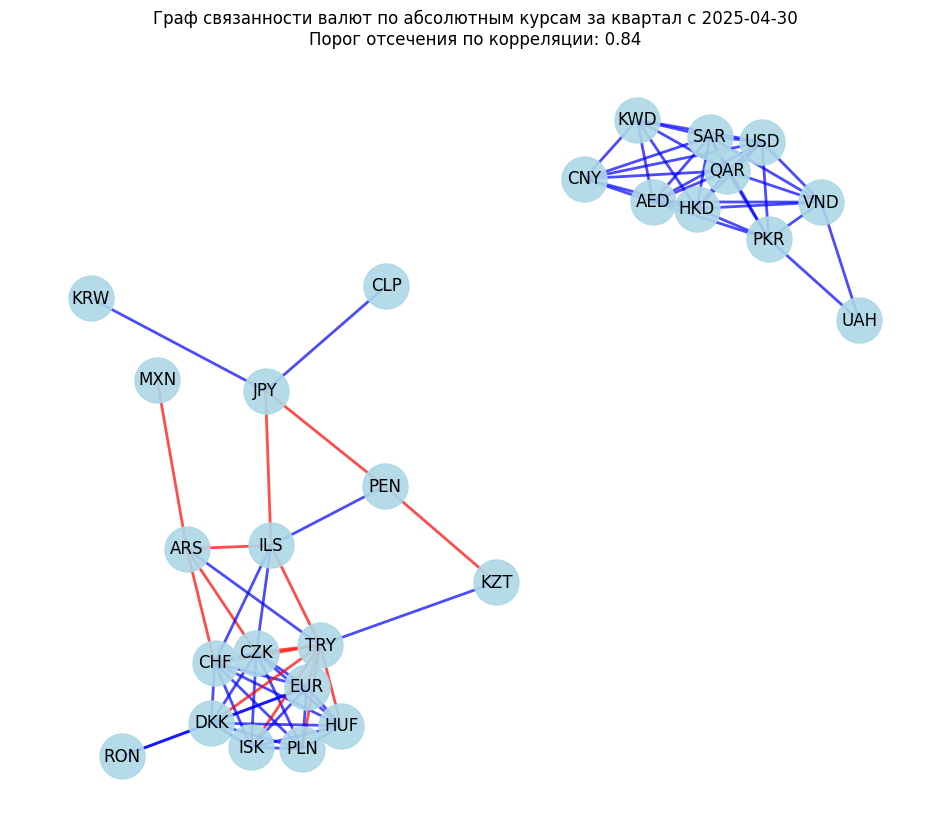 Граф связанности валют по абсолютным курсам за квартал с 2025-04-30
Порог отсечения по корреляции: 0.84
KWD
SAR
USD
QAR
CNY
AED
HKD
VND
PKR
UAH
CLP
KRW
MXN
JPY
PEN
ARS
ILS
KZT
TRY
CZK
CHF
EUR
DKK
HUF
ISK
PLN
RON